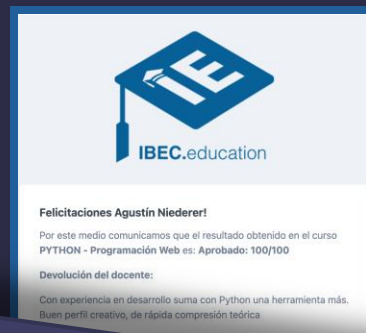 IE
IBEC.education
Felicitaciones Agustín Niederer!
Por este medio comunicamos que el resultado obtenido en el curso
PYTHON - Programación Web es: Aprobado: 100/100
Devolución del docente:
Con experiencia en desarrollo suma con Python una herramienta más.
Buen perfil creativo, de rápida compresión teórica